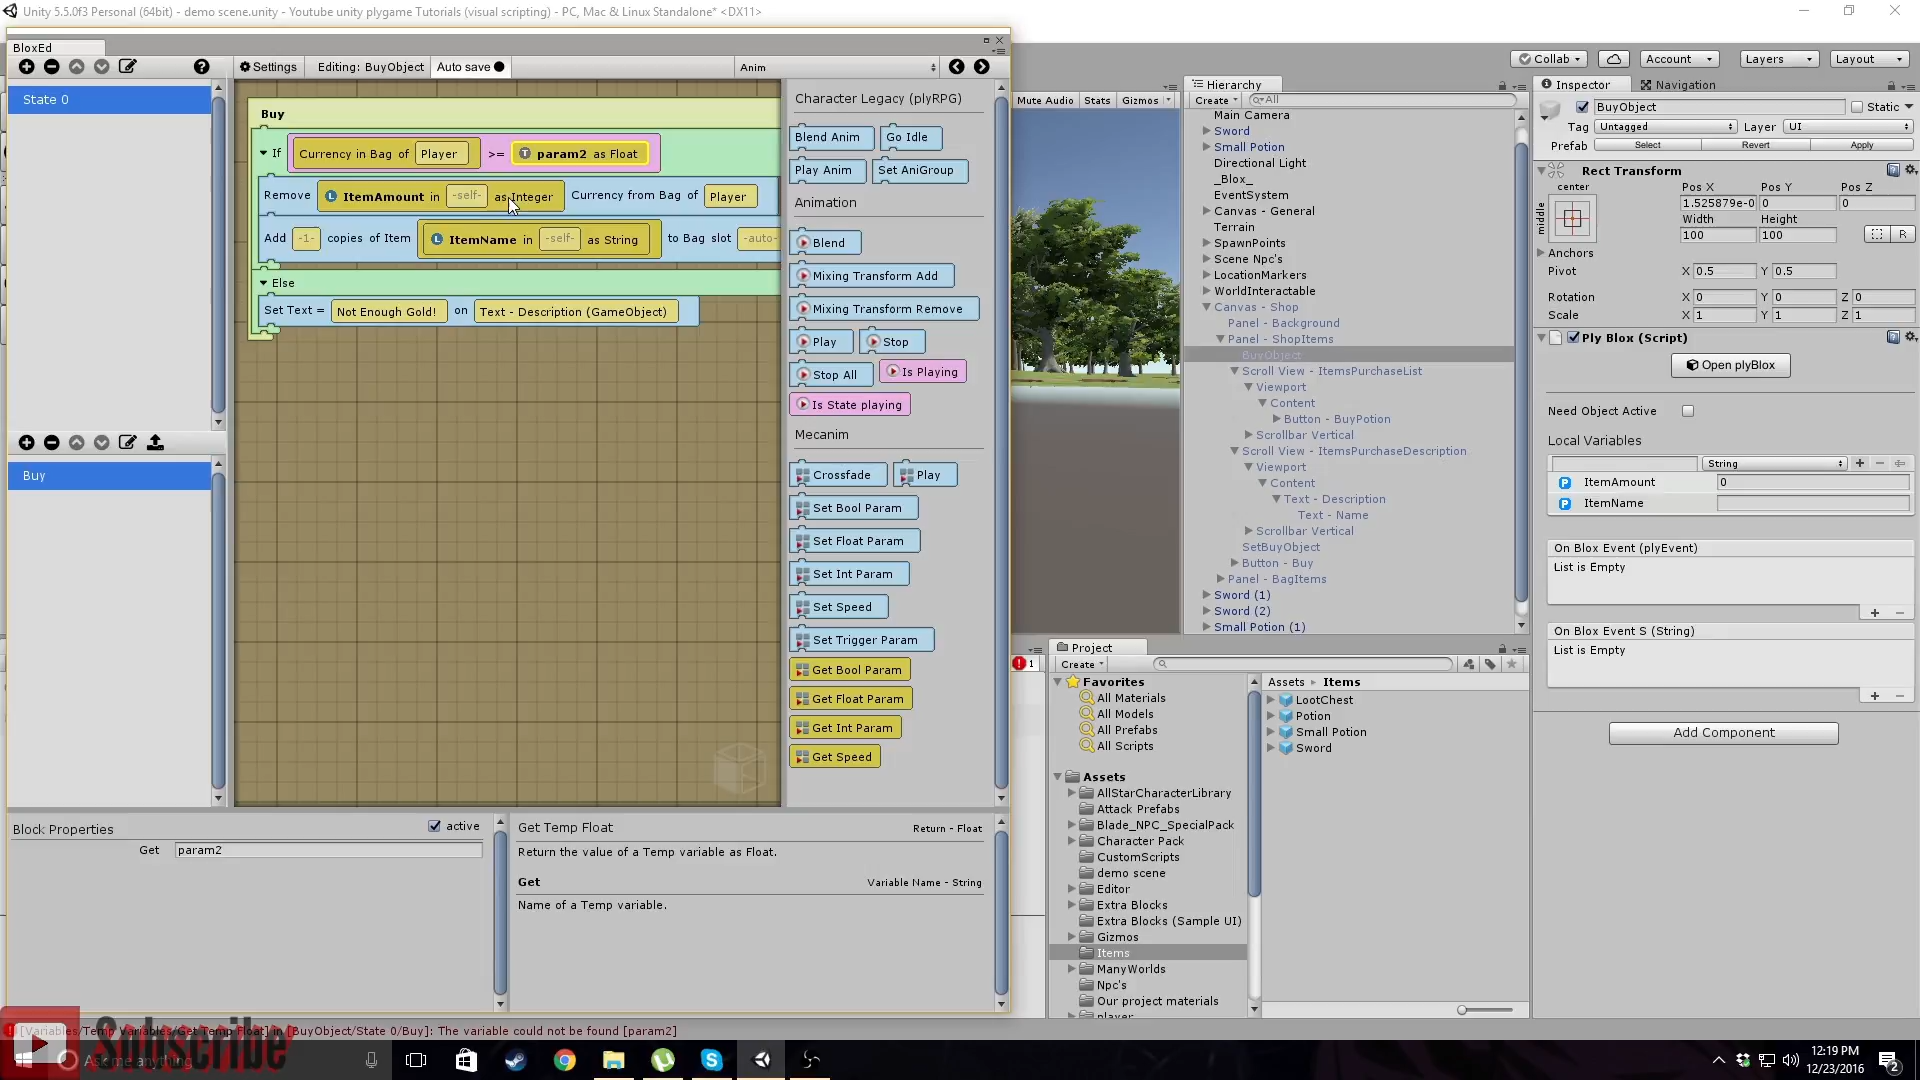 Unity 5.5.0f3 Personal (64bit) - demo scene.unity - Youtube unity plygame Tutorials (visual scripting) - PC, Mac & Linux Standalone* <DX11>
BloxEd
Settings
Editing: BuyObject
Auto save
Anim
State 0
Buy
Buy
If Currency in Bag of Player >= T param2 as Float
Remove L ItemAmount in -self- as Integer Currency from Bag of Player
Add -1- copies of Item L ItemName in -self- as String to Bag slot -auto-
Else
Set Text = Not Enough Gold! on Text - Description (GameObject)
Character Legacy (plyRPG)
Blend Anim
Go Idle
Play Anim
Set AniGroup
Animation
Blend
Mixing Transform Add
Mixing Transform Remove
Play
Stop
Stop All
Is Playing
Is State playing
Mecanim
Crossfade
Play
Set Bool Param
Set Float Param
Set Int Param
Set Speed
Set Trigger Param
Get Bool Param
Get Float Param
Get Int Param
Get Speed
Block Properties
active
Get param2
Get Temp Float
Return - Float
Return the value of a Temp variable as Float.
Get
Variable Name - String
Name of a Temp variable.
[Variables/Temp Variables/Get Temp Float] in [BuyObject/State 0/Buy]: The variable could not be found [param2]
Subscribe
Ask me anything
Collab
Account
Layers
Layout
Mute Audio
Stats
Gizmos
Hierarchy
Create
All
Main Camera
Sword
Small Potion
Directional Light
_Blox_
EventSystem
Canvas - General
Terrain
SpawnPoints
Scene Npc's
LocationMarkers
WorldInteractable
Canvas - Shop
Panel - Background
Panel - ShopItems
BuyObject
Scroll View - ItemsPurchaseList
Viewport
Content
Button - BuyPotion
Scrollbar Vertical
Scroll View - ItemsPurchaseDescription
Viewport
Content
Text - Description
Text - Name
Scrollbar Vertical
SetBuyObject
Button - Buy
Panel - BagItems
Sword (1)
Sword (2)
Small Potion (1)
1
Project
Create
Favorites
All Materials
All Models
All Prefabs
All Scripts
Assets
AllStarCharacterLibrary
Attack Prefabs
Blade_NPC_SpecialPack
Character Pack
CustomScripts
demo scene
Editor
Extra Blocks
Extra Blocks (Sample UI)
Gizmos
Items
ManyWorlds
Npc's
Our project materials
player
Assets
Items
LootChest
Potion
Small Potion
Sword
Inspector
Navigation
BuyObject
Static
Tag Untagged
Layer UI
Prefab Select Revert Apply
Rect Transform
center
middle
Pos X Pos Y Pos Z
1.525879e-0 0 0
Width Height
100 100
R
Anchors
Pivot X 0.5 Y 0.5
Rotation X 0 Y 0 Z 0
Scale X 1 Y 1 Z 1
Ply Blox (Script)
Open plyBlox
Need Object Active
Local Variables
String
P ItemAmount 0
P ItemName
On Blox Event (plyEvent)
List is Empty
On Blox Event S (String)
List is Empty
Add Component
12:19 PM
12/23/2016
2